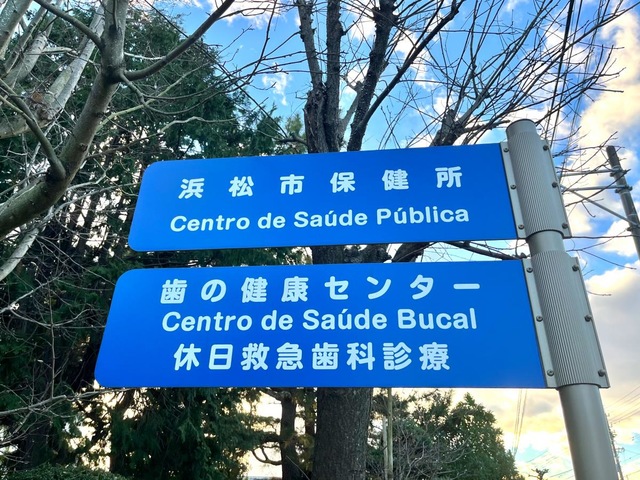 浜松市保健所
Centro de Saúde Pública
歯の健康センター
Centro de Saúde Bucal
休日救急歯科診療